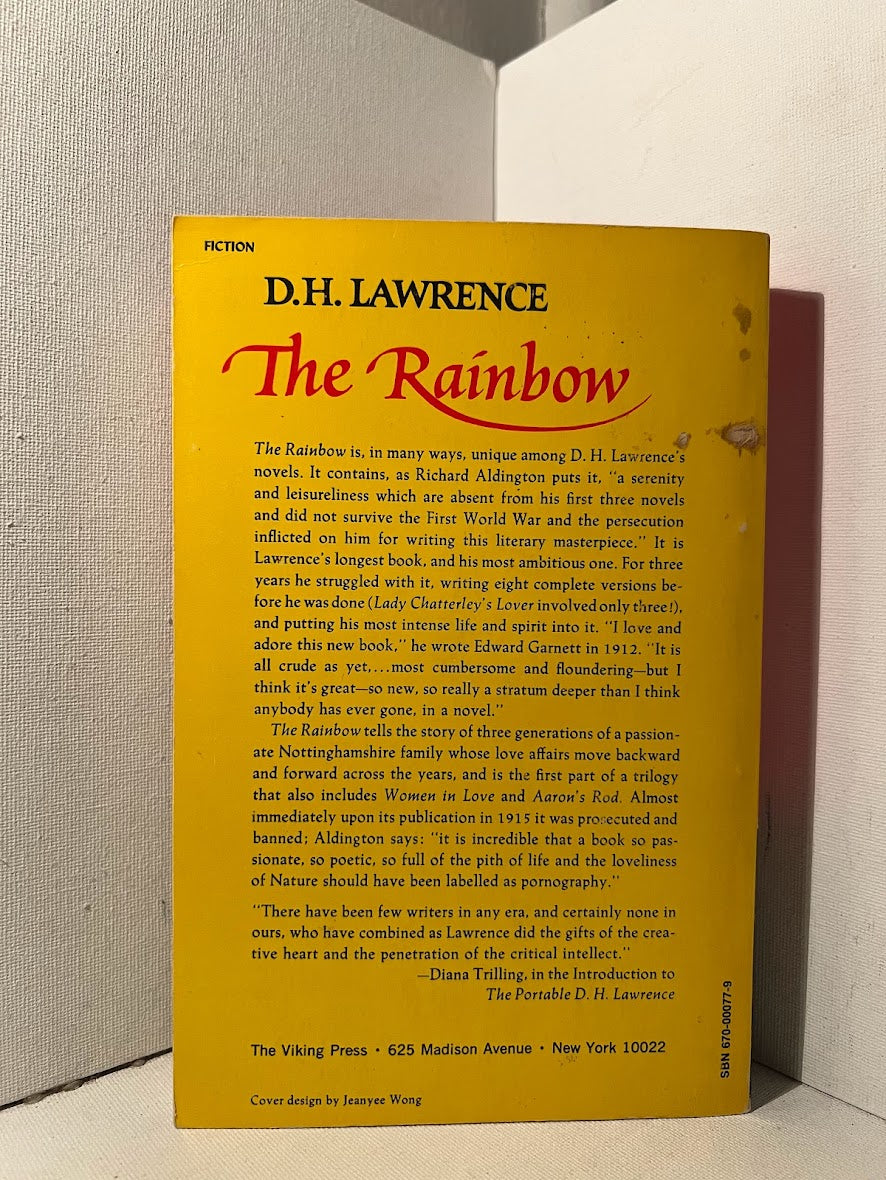 FICTION
D.H. LAWRENCE
The Rainbow
The Rainbow is, in many ways, unique among D. H. Lawrence's
novels. It contains, as Richard Aldington puts it, "a serenity
and leisureliness which are absent from his first three novels
and did not survive the First World War and the persecution
inflicted on him for writing this literary masterpiece." It is
Lawrence's longest book, and his most ambitious one. For three
years he struggled with it, writing eight complete versions be-
fore he was done (Lady Chatterley's Lover involved only three!),
and putting his most intense life and spirit into it. "I love and
adore this new book," he wrote Edward Garnett in 1912. "It is
all crude as yet,...most cumbersome and floundering—but I
think it's great—so new, so really a stratum deeper than I think
anybody has ever gone, in a novel."
The Rainbow tells the story of three generations of a passion-
ate Nottinghamshire family whose love affairs move backward
and forward across the years, and is the first part of a trilogy
that also includes Women in Love and Aaron's Rod. Almost
immediately upon its publication in 1915 it was prosecuted and
banned; Aldington says: "it is incredible that a book so pas-
sionate, so poetic, so full of the pith of life and the loveliness
of Nature should have been labelled as pornography."
"There have been few writers in any era, and certainly none in
ours, who have combined as Lawrence did the gifts of the crea-
tive heart and the penetration of the critical intellect."
—Diana Trilling, in the Introduction to
The Portable D. H. Lawrence
The Viking Press • 625 Madison Avenue • New York 10022
Cover design by Jeanyee Wong
SBN 670-00077-9